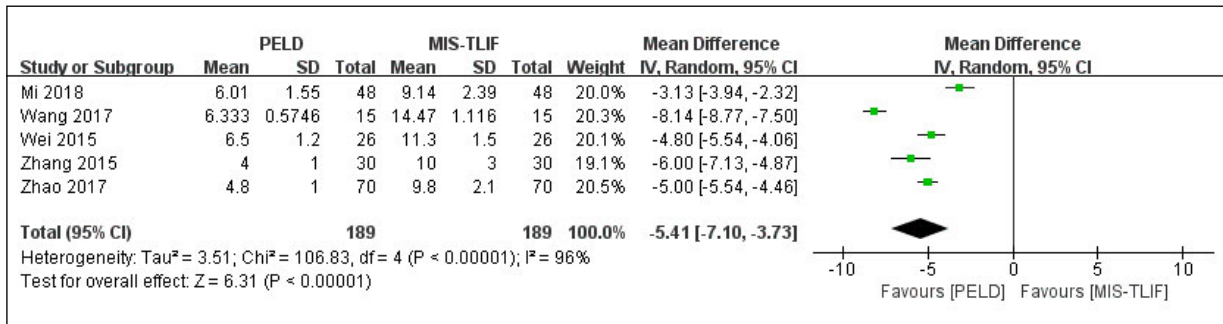 PELD MIS-TLIF Mean Difference Mean Difference
Study or Subgroup Mean SD Total Mean SD Total Weight IV, Random, 95% CI IV, Random, 95% CI
Mi 2018 6.01 1.55 48 9.14 2.39 48 20.0% -3.13 [-3.94, -2.32]
Wang 2017 6.333 0.5746 15 14.47 1.116 15 20.3% -8.14 [-8.77, -7.50]
Wei 2015 6.5 1.2 26 11.3 1.5 26 20.1% -4.80 [-5.54, -4.06]
Zhang 2015 4 1 30 10 3 30 19.1% -6.00 [-7.13, -4.87]
Zhao 2017 4.8 1 70 9.8 2.1 70 20.5% -5.00 [-5.54, -4.46]
Total (95% CI) 189 189 100.0% -5.41 [-7.10, -3.73]
Heterogeneity: Tau² = 3.51; Chi² = 106.83, df = 4 (P < 0.00001); I² = 96%
Test for overall effect: Z = 6.31 (P < 0.00001)
-10 -5 0 5 10
Favours [PELD] Favours [MIS-TLIF]